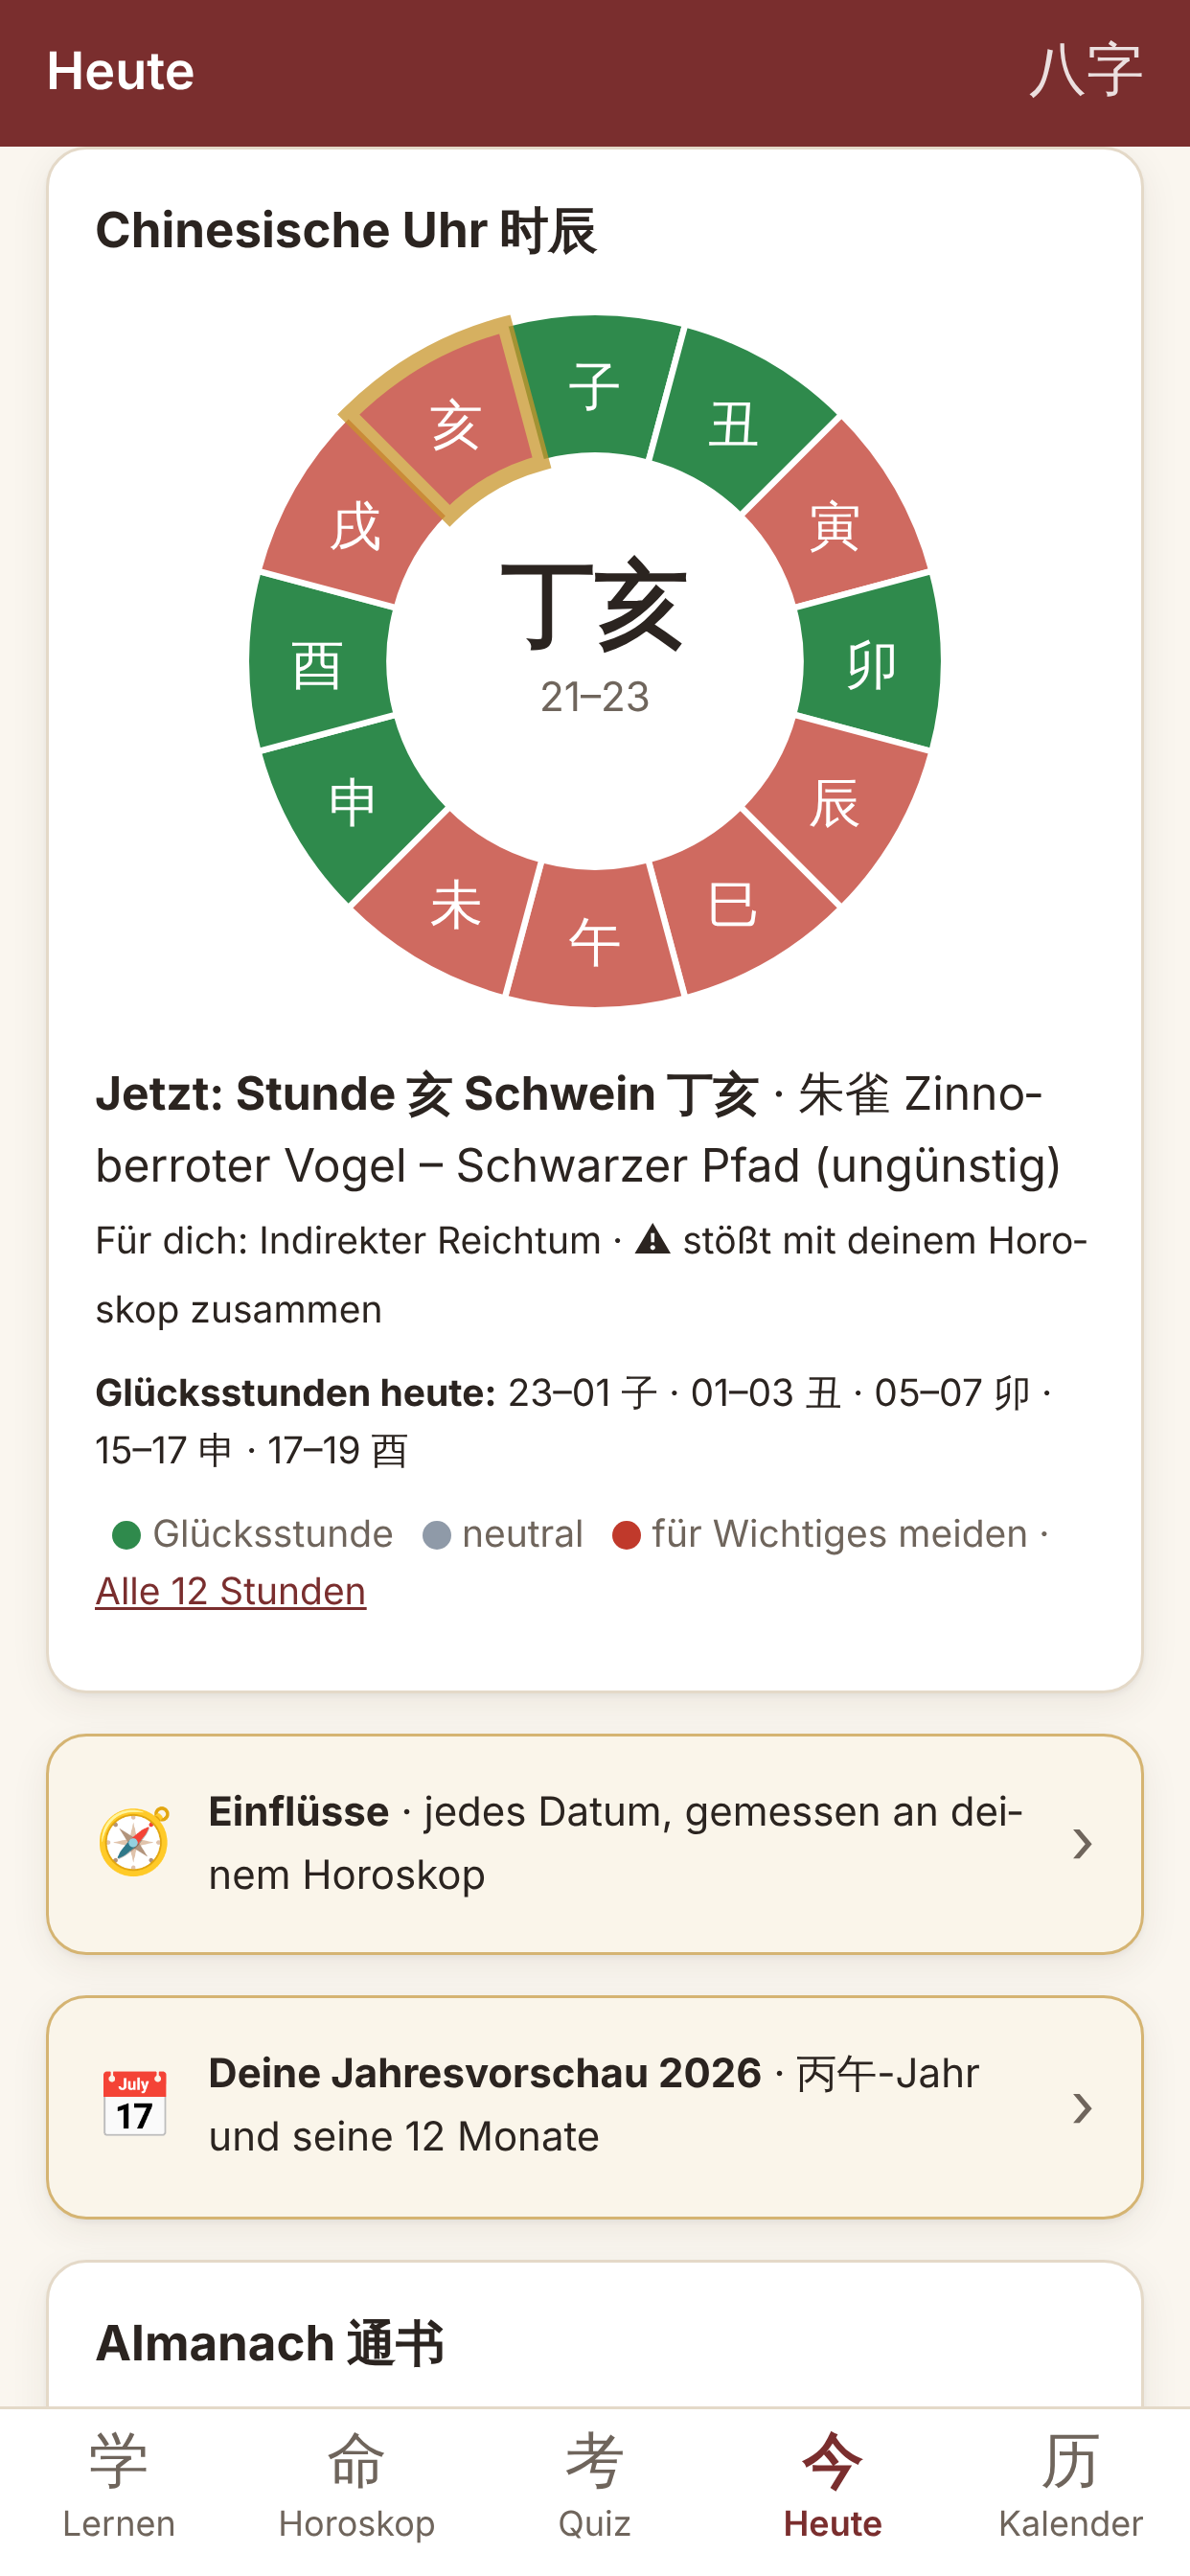 Heute 八字
Chinesische Uhr 时辰
子
丑
寅
卯
辰
巳
午
未
申
酉
戌
亥
丁亥
21–23
Jetzt: Stunde 亥 Schwein 丁亥 · 朱雀 Zinno-
berroter Vogel – Schwarzer Pfad (ungünstig)
Für dich: Indirekter Reichtum · ⚠ stößt mit deinem Horo-
skop zusammen
Glücksstunden heute: 23–01 子 · 01–03 丑 · 05–07 卯 ·
15–17 申 · 17–19 酉
Glücksstunde neutral für Wichtiges meiden ·
Alle 12 Stunden
Einflüsse · jedes Datum, gemessen an dei-
nem Horoskop ›
July
17
Deine Jahresvorschau 2026 · 丙午-Jahr
und seine 12 Monate ›
Almanach 通书
学 命 考 今 历
Lernen Horoskop Quiz Heute Kalender